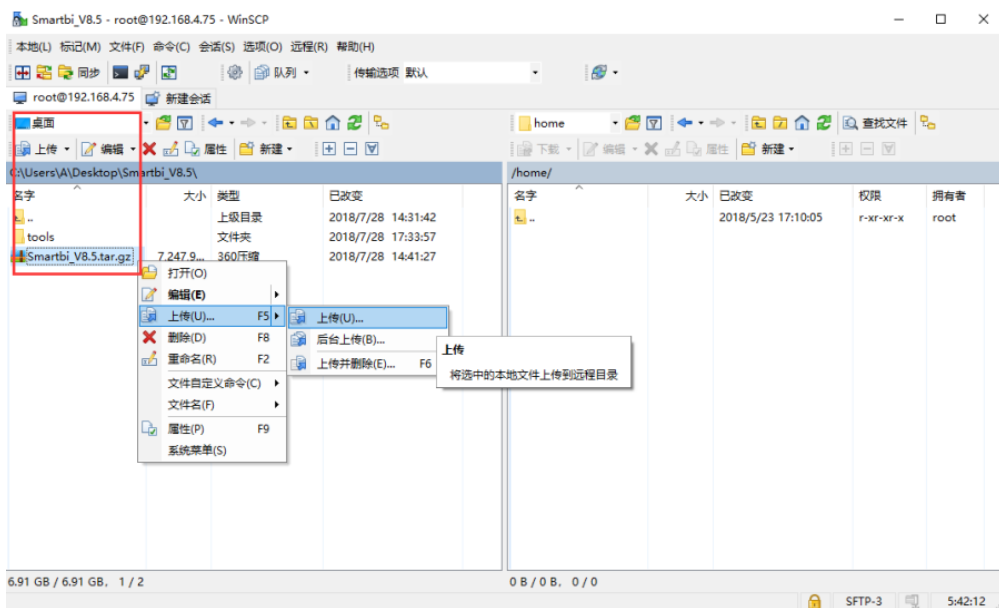 Smartbi_V8.5 - root@192.168.4.75 - WinSCP
本地(L) 标记(M) 文件(F) 命令(C) 会话(S) 选项(O) 远程(R) 帮助(H)
同步 队列 传输选项 默认
root@192.168.4.75 新建会话
桌面 home 查找文件
上传 编辑 属性 新建 下载 编辑 属性 新建
C:\Users\A\Desktop\Smartbi_V8.5\ /home/
名字 大小 类型 已改变 名字 大小 已改变 权限 拥有者
.. 上级目录 2018/7/28 14:31:42 .. 2018/5/23 17:10:05 r-xr-xr-x root
tools 文件夹 2018/7/28 17:33:57
Smartbi_V8.5.tar.gz 7,247,9... 360压缩 2018/7/28 14:41:27
打开(O)
编辑(E)
上传(U)... F5 上传(U)...
删除(D) F8 后台上传(B)...
重命名(R) F2 上传并删除(E)... F6
上传
将选中的本地文件上传到远程目录
文件自定义命令(C)
文件名(F)
属性(P) F9
系统菜单(S)
6.91 GB / 6.91 GB, 1 / 2 0 B / 0 B, 0 / 0
SFTP-3 5:42:12